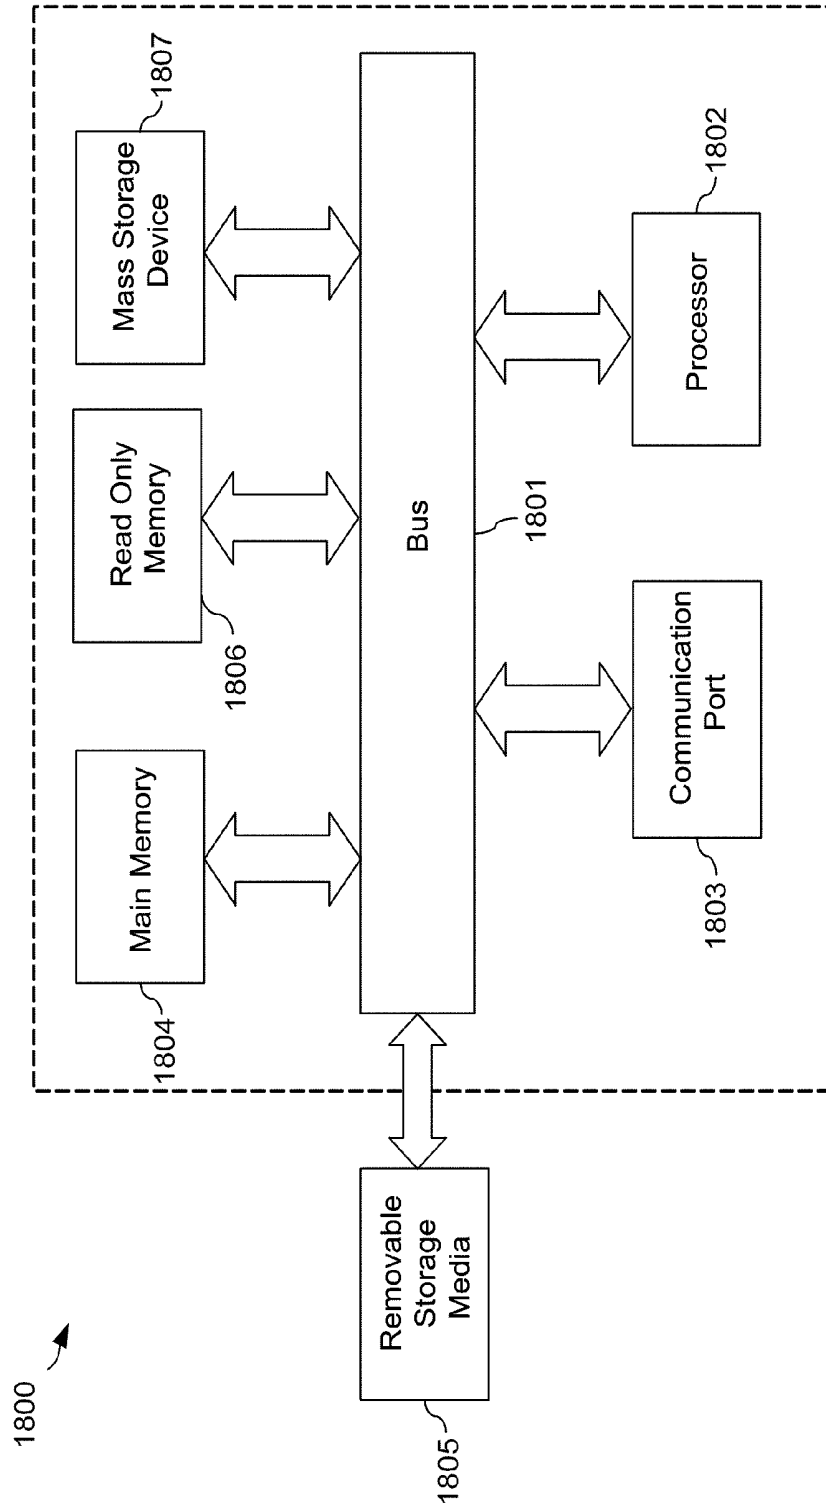 1800
Main Memory
1804
Read Only
Memory
1806
Mass Storage
Device
1807
Removable
Storage
Media
1805
Bus
1801
Communication
Port
1803
Processor
1802